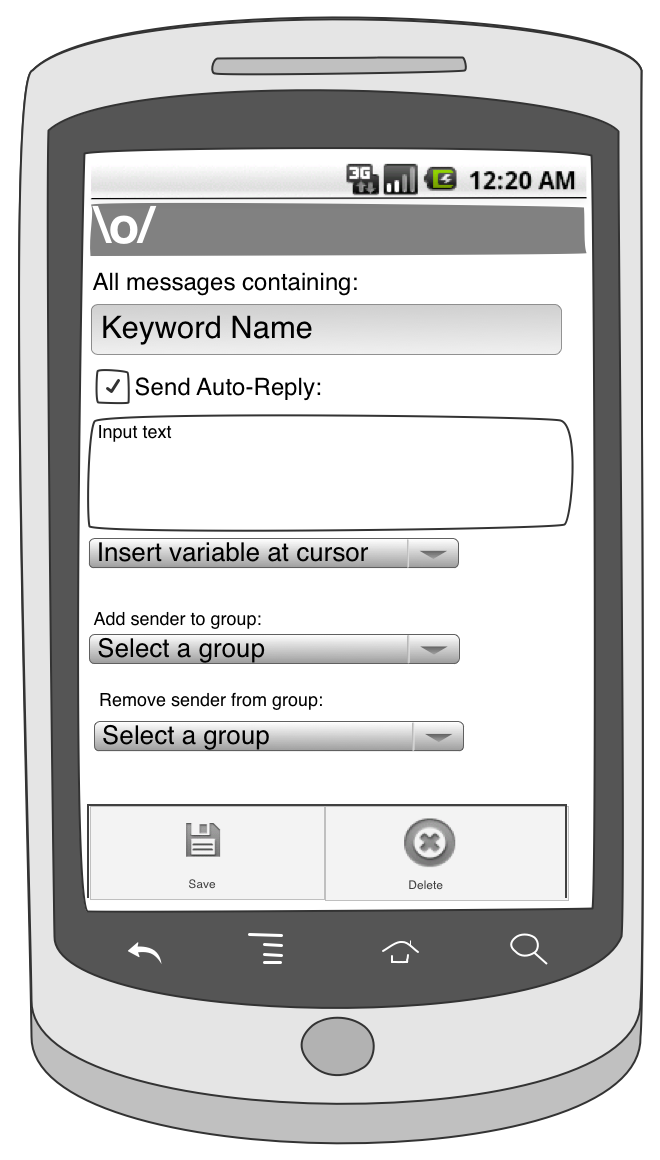 3G
12:20 AM
\o/
All messages containing:
Keyword Name
Send Auto-Reply:
Input text
Insert variable at cursor
Add sender to group:
Select a group
Remove sender from group:
Select a group
Save
Delete